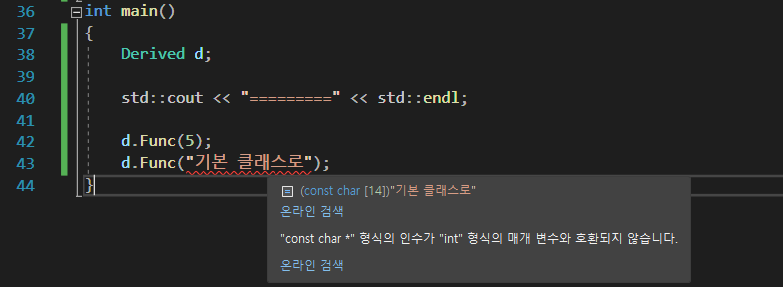 36 int main()
37 {
38 Derived d;
39
40 std::cout << "=========" << std::endl;
41
42 d.Func(5);
43 d.Func("기본 클래스로");
44 }
(const char [14])"기본 클래스로"
온라인 검색
"const char *" 형식의 인수가 "int" 형식의 매개 변수와 호환되지 않습니다.
온라인 검색